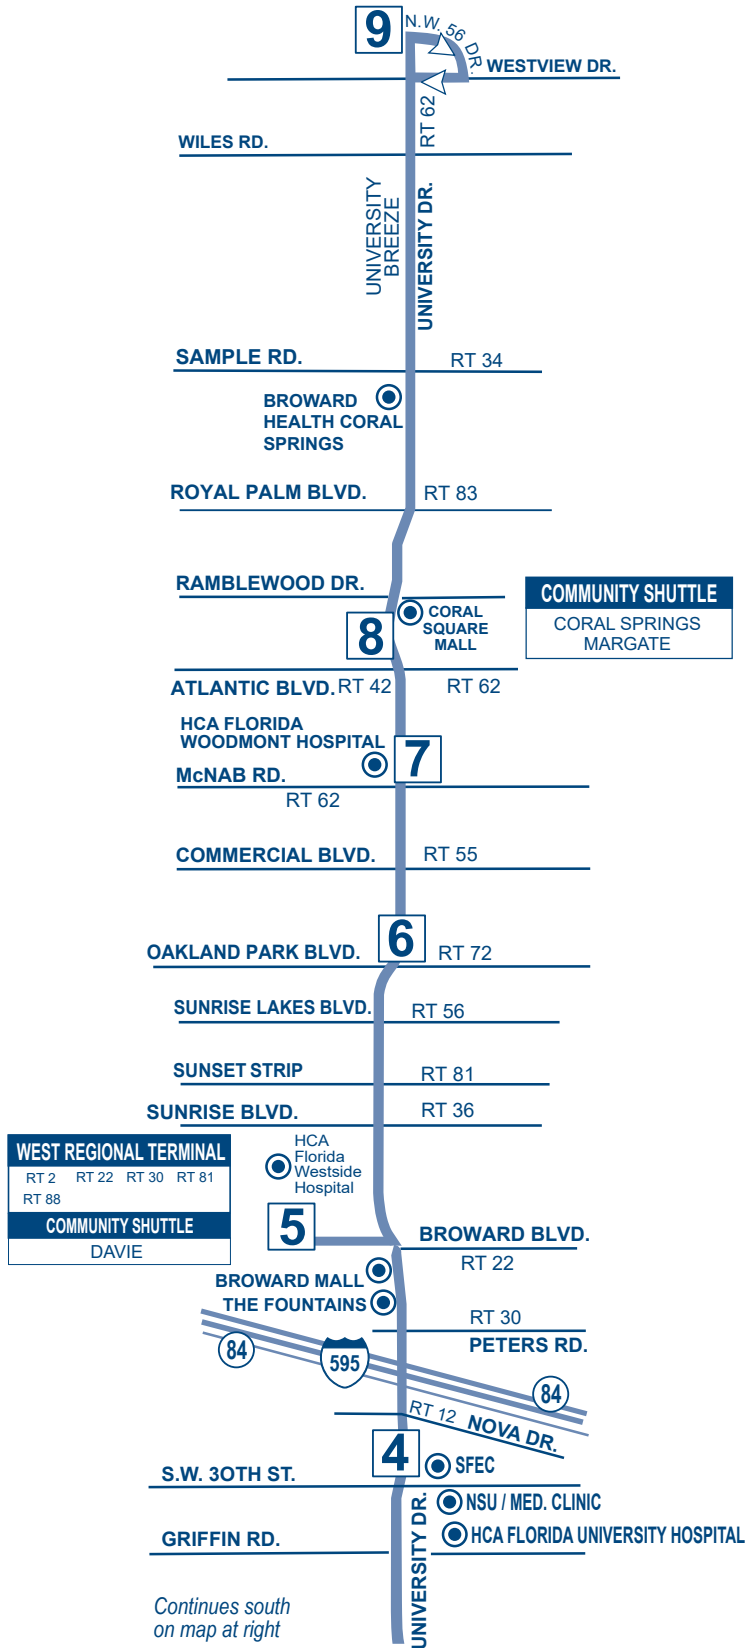 9
N.W. 56 DR.
WESTVIEW DR.
RT 62
WILES RD.
UNIVERSITY
BREEZE
UNIVERSITY DR.
SAMPLE RD.
RT 34
BROWARD
HEALTH CORAL
SPRINGS
ROYAL PALM BLVD.
RT 83
RAMBLEWOOD DR.
COMMUNITY SHUTTLE
CORAL SPRINGS
MARGATE
8
CORAL
SQUARE
MALL
ATLANTIC BLVD.
RT 42
RT 62
HCA FLORIDA
WOODMONT HOSPITAL
7
McNAB RD.
RT 62
COMMERCIAL BLVD.
RT 55
6
OAKLAND PARK BLVD.
RT 72
SUNRISE LAKES BLVD.
RT 56
SUNSET STRIP
RT 81
SUNRISE BLVD.
RT 36
WEST REGIONAL TERMINAL
RT 2 RT 22 RT 30 RT 81
RT 88
COMMUNITY SHUTTLE
DAVIE
HCA
Florida
Westside
Hospital
5
BROWARD BLVD.
RT 22
BROWARD MALL
THE FOUNTAINS
RT 30
PETERS RD.
84
595
84
RT 12
NOVA DR.
4
SFEC
S.W. 3OTH ST.
NSU / MED. CLINIC
HCA FLORIDA UNIVERSITY HOSPITAL
GRIFFIN RD.
UNIVERSITY DR.
Continues south
on map at right